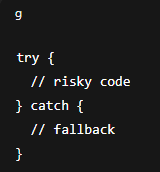 g
try {
  // risky code
} catch {
  // fallback
}